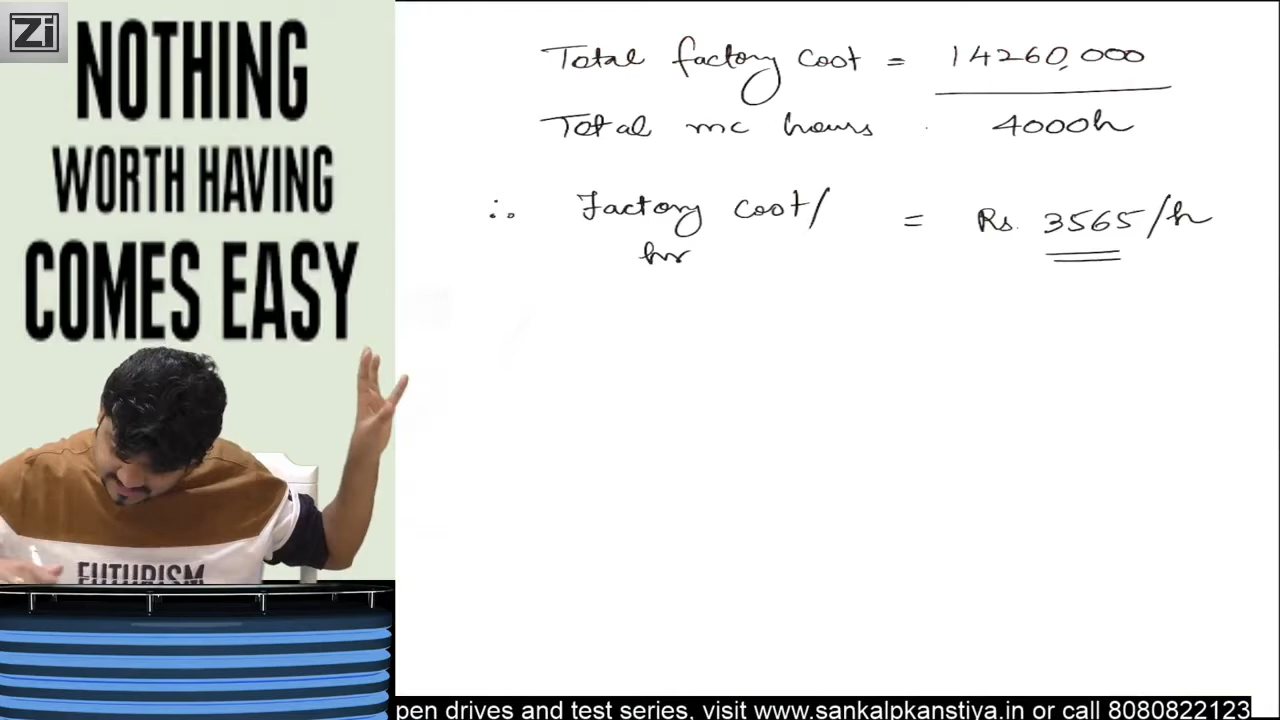 Zi
NOTHING
WORTH HAVING
COMES EASY
FUTURISM
Total factory cost = 14260,000
Total mc hours 4000h
∴ Factory cost/ = Rs. 3565/h
hr
pen drives and test series, visit www.sankalpkanstiya.in or call 8080822123